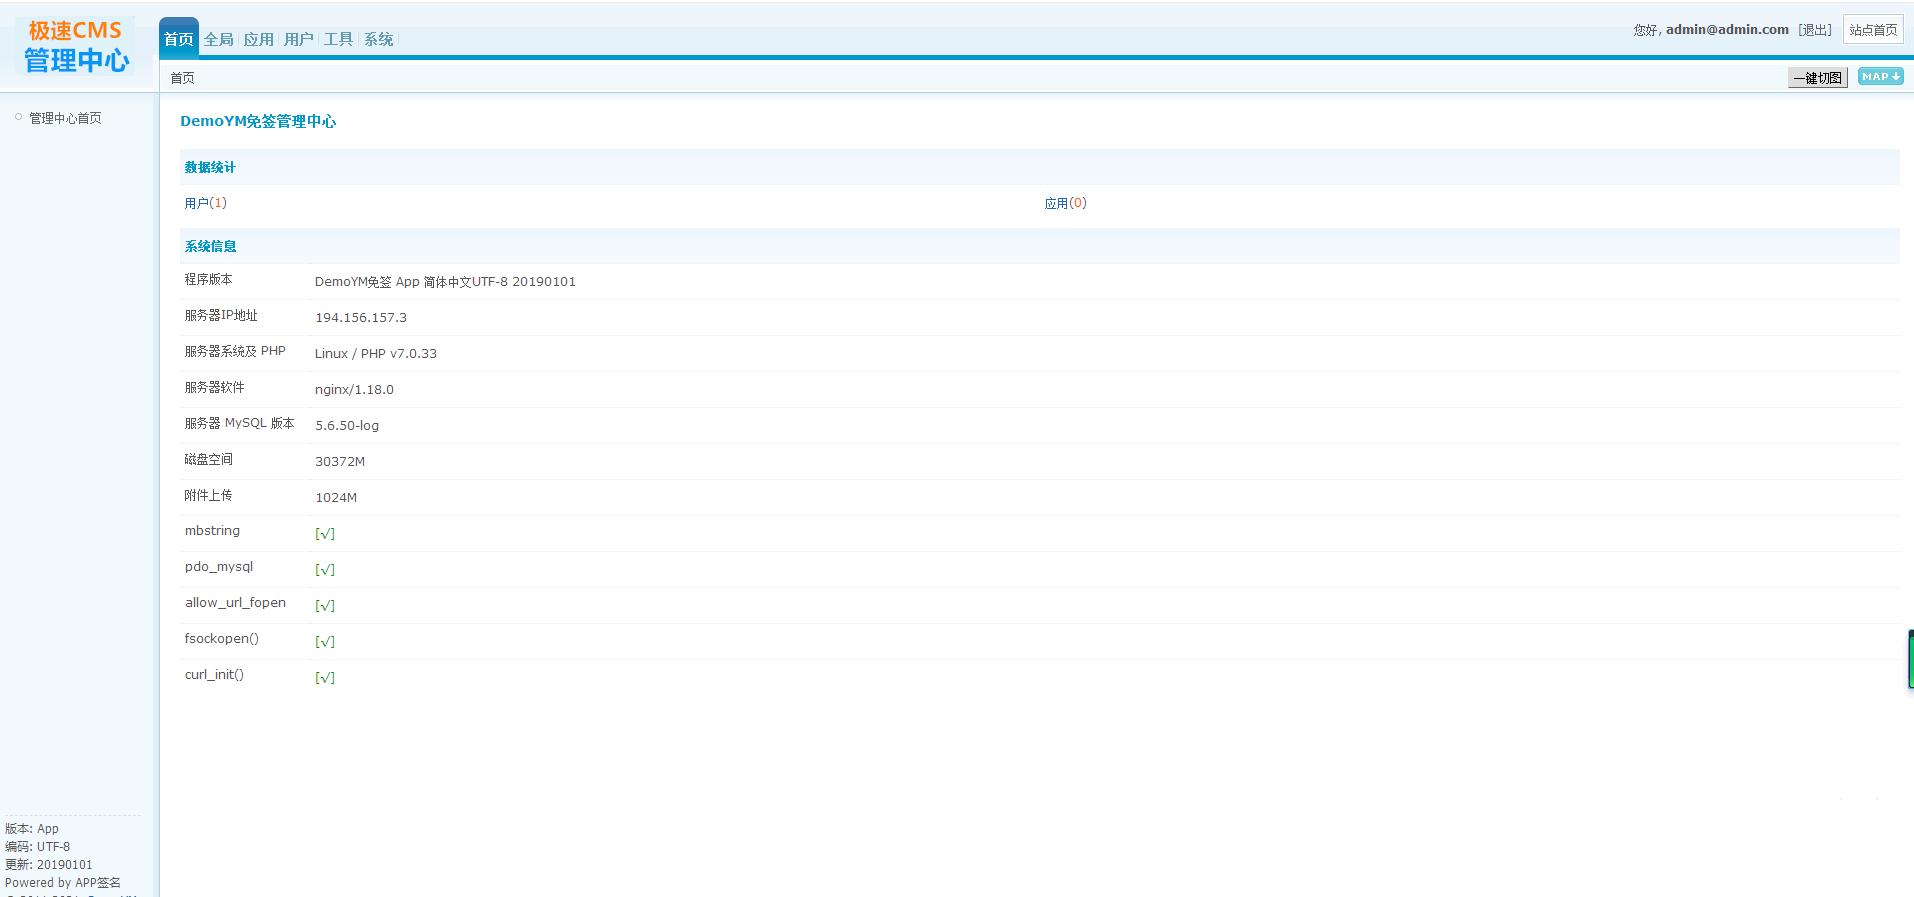 极速CMS
管理中心
首页 全局 应用 用户 工具 系统
您好, admin@admin.com [退出] 站点首页
首页
一键切图 MAP
管理中心首页
DemoYM免签管理中心
数据统计
用户(1) 应用(0)
系统信息
程序版本 DemoYM免签 App 简体中文UTF-8 20190101
服务器IP地址 194.156.157.3
服务器系统及 PHP Linux / PHP v7.0.33
服务器软件 nginx/1.18.0
服务器 MySQL 版本 5.6.50-log
磁盘空间 30372M
附件上传 1024M
mbstring [√]
pdo_mysql [√]
allow_url_fopen [√]
fsockopen() [√]
curl_init() [√]
版本: App
编码: UTF-8
更新: 20190101
Powered by APP签名